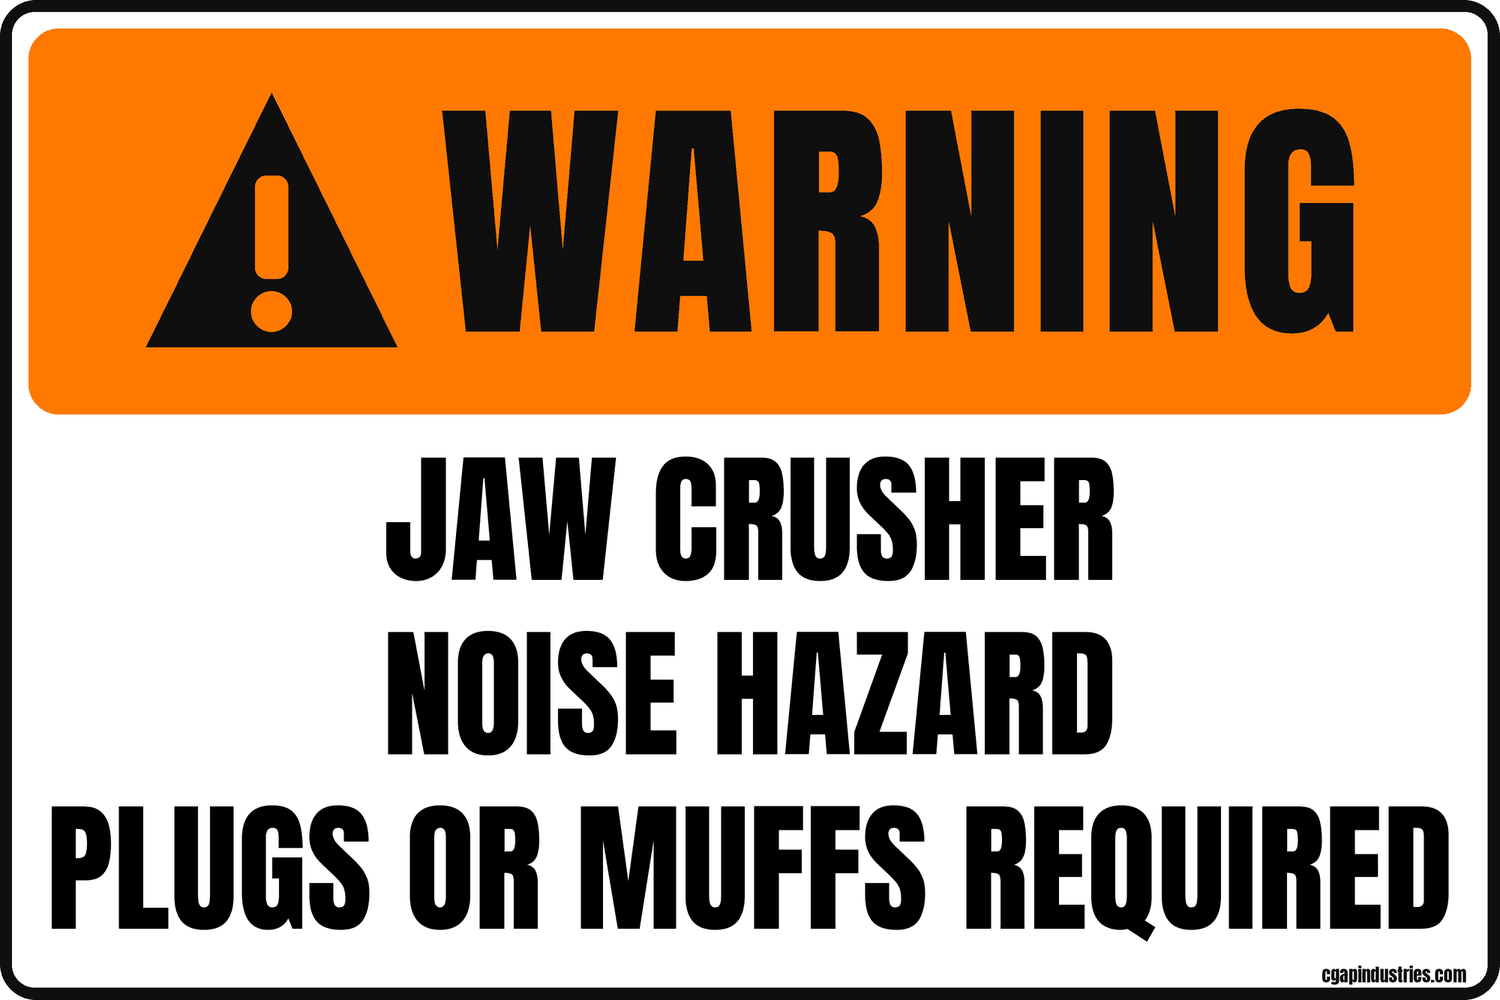 WARNING
JAW CRUSHER
NOISE HAZARD
PLUGS OR MUFFS REQUIRED
cgapindustries.com